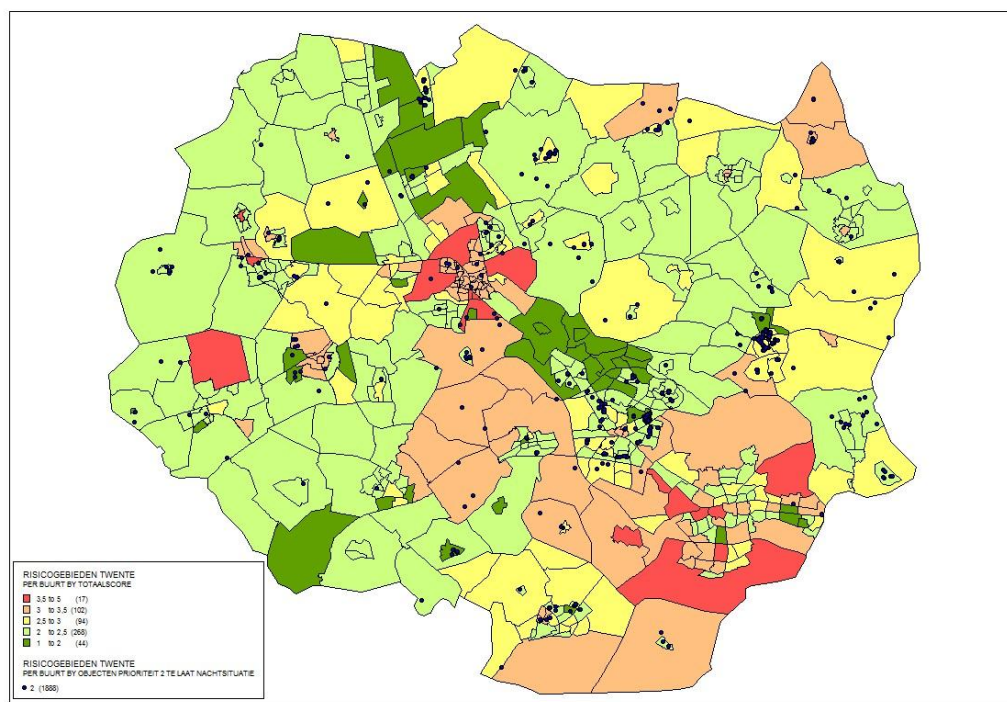 RISICOGEBIEDEN TWENTE
PER BUURT BY TOTAALSCORE
3,5 to 5 (17)
3 to 3,5 (102)
2,5 to 3 (94)
2 to 2,5 (268)
1 to 2 (44)
RISICOGEBIEDEN TWENTE
PER BUURT BY OBJECTEN PRIORITEIT 2 TE LAAT NACHTSITUATIE
2 (1888)